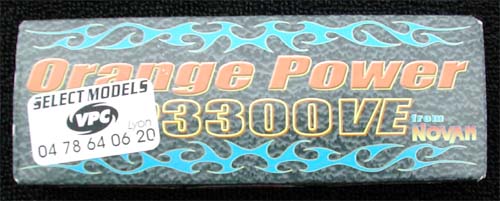 Orange Power
3300VE
from
NOVAK
SELECT MODELS
VPC
Lyon
04 78 64 06 20